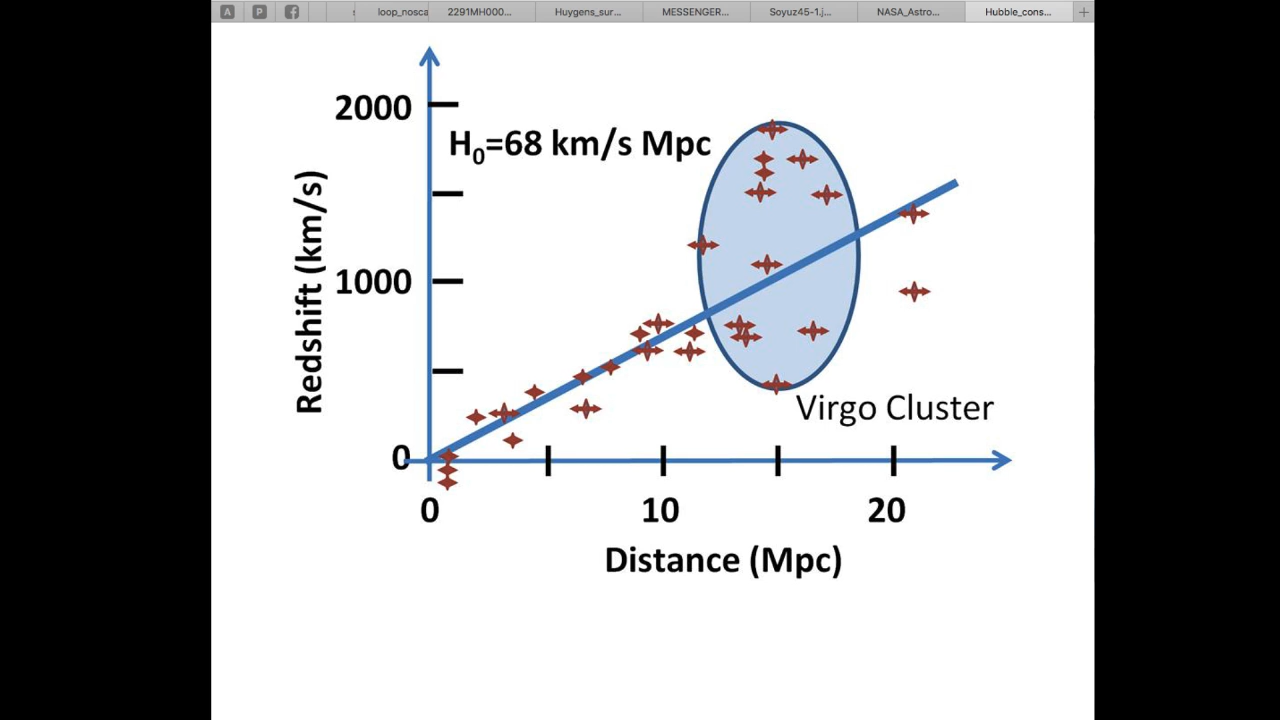 A P f loop_nosca 2291MH000... Huygens_sur... MESSENGER... Soyuz45-1.j... NASA_Astro... Hubble_cons... +
2000
H₀=68 km/s Mpc
Redshift (km/s)
1000
Virgo Cluster
0
0 10 20
Distance (Mpc)